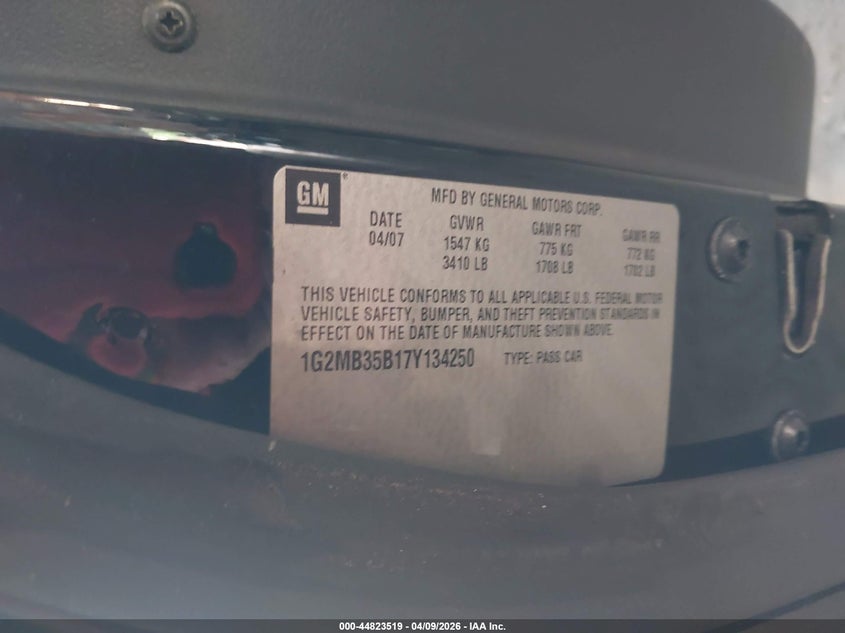 GM
MFD BY GENERAL MOTORS CORP.
DATE GVWR GAWR FRT GAWR RR
04/07 1547 KG 775 KG 772 KG
3410 LB 1708 LB 1702 LB
THIS VEHICLE CONFORMS TO ALL APPLICABLE U.S. FEDERAL MOTOR
VEHICLE SAFETY, BUMPER, AND THEFT PREVENTION STANDARDS IN
EFFECT ON THE DATE OF MANUFACTURE SHOWN ABOVE.
1G2MB35B17Y134250 TYPE: PASS CAR
000-44823519 | 04/09/2026 - IAA Inc.